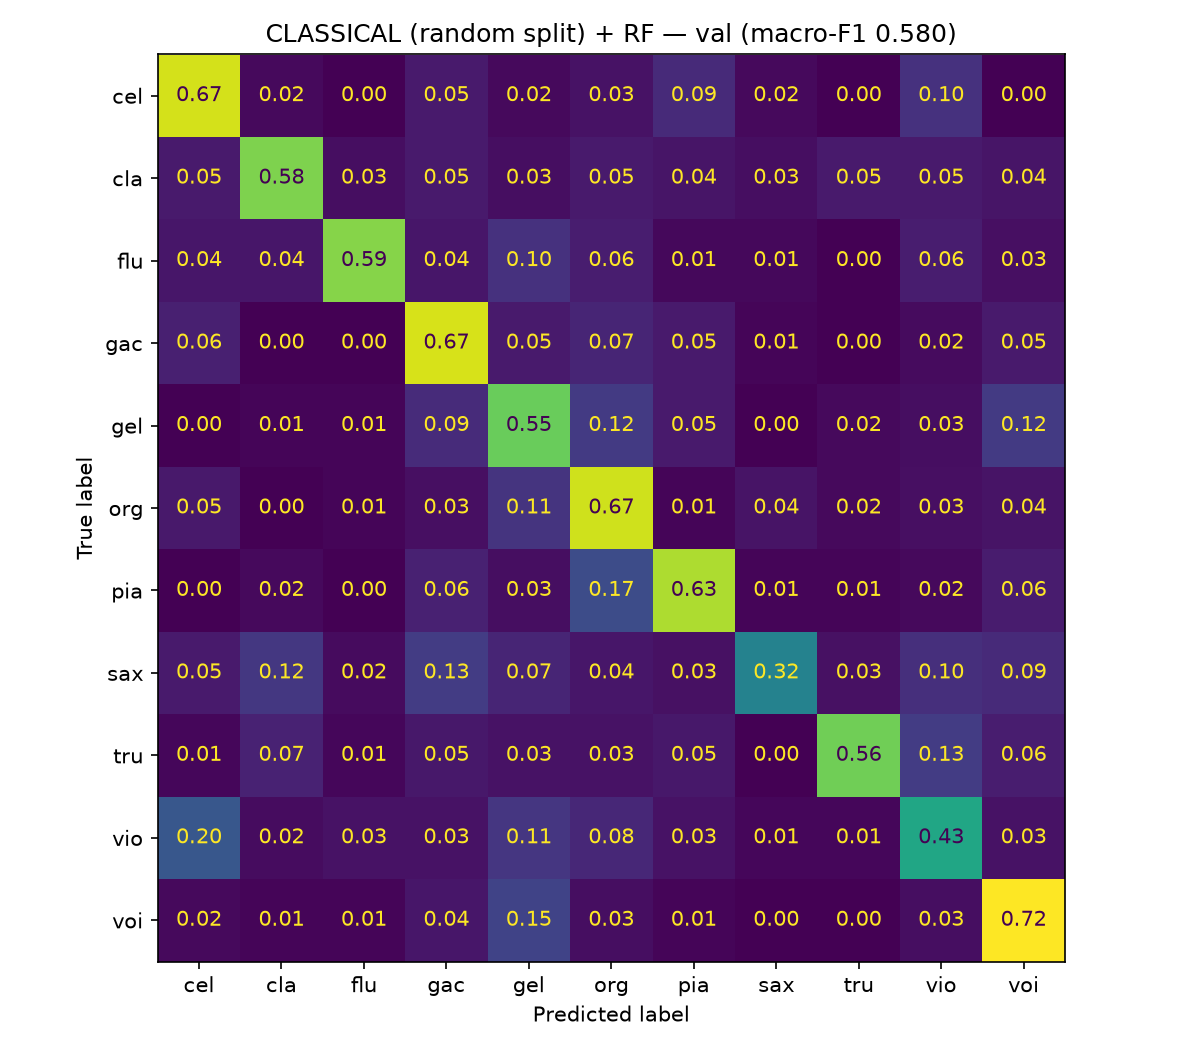 CLASSICAL (random split) + RF — val (macro-F1 0.580)
cel 0.67 0.02 0.00 0.05 0.02 0.03 0.09 0.02 0.00 0.10 0.00
cla 0.05 0.58 0.03 0.05 0.03 0.05 0.04 0.03 0.05 0.05 0.04
flu 0.04 0.04 0.59 0.04 0.10 0.06 0.01 0.01 0.00 0.06 0.03
gac 0.06 0.00 0.00 0.67 0.05 0.07 0.05 0.01 0.00 0.02 0.05
gel 0.00 0.01 0.01 0.09 0.55 0.12 0.05 0.00 0.02 0.03 0.12
org 0.05 0.00 0.01 0.03 0.11 0.67 0.01 0.04 0.02 0.03 0.04
pia 0.00 0.02 0.00 0.06 0.03 0.17 0.63 0.01 0.01 0.02 0.06
sax 0.05 0.12 0.02 0.13 0.07 0.04 0.03 0.32 0.03 0.10 0.09
tru 0.01 0.07 0.01 0.05 0.03 0.03 0.05 0.00 0.56 0.13 0.06
vio 0.20 0.02 0.03 0.03 0.11 0.08 0.03 0.01 0.01 0.43 0.03
voi 0.02 0.01 0.01 0.04 0.15 0.03 0.01 0.00 0.00 0.03 0.72
True label
cel cla flu gac gel org pia sax tru vio voi
Predicted label